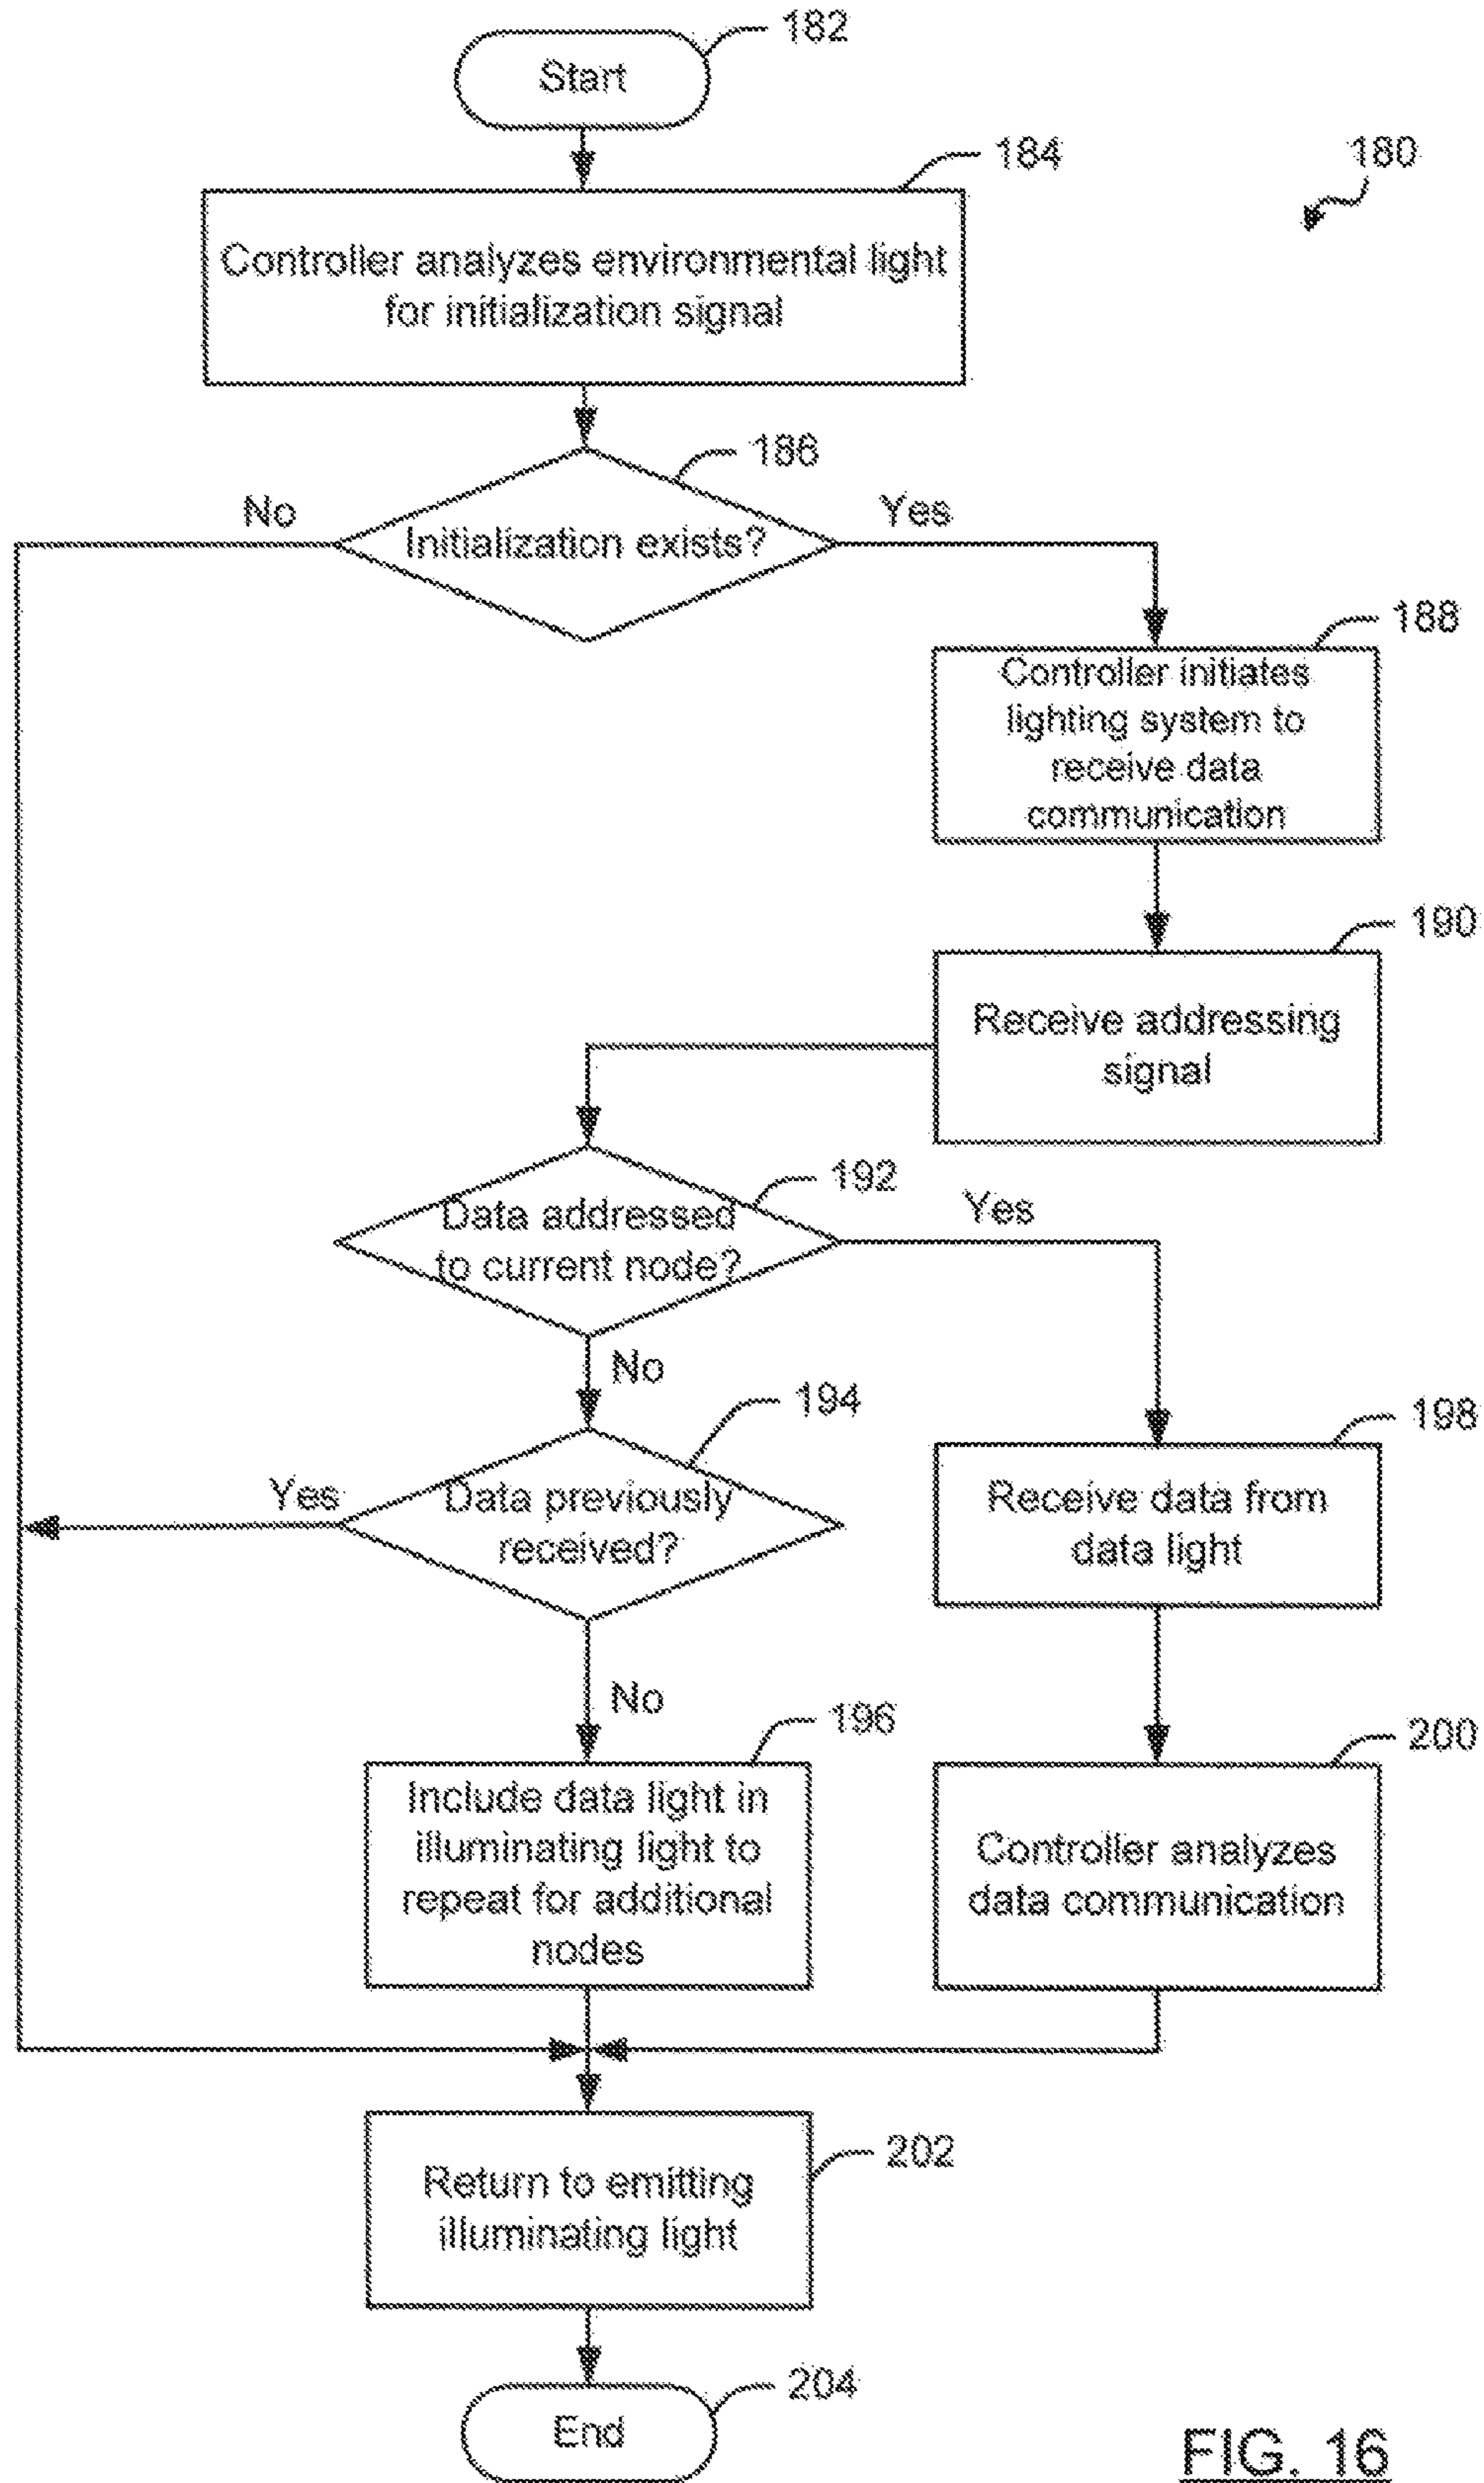 182
Start
184
180
Controller analyzes environmental light
for initialization signal
186
No
Yes
Initialization exists?
188
Controller initiates
lighting system to
receive data
communication
190
Receive addressing
signal
192
Yes
Data addressed
to current node?
No
194
198
Yes
Data previously
received?
Receive data from
data light
No
196
200
Include data light in
illuminating light to
repeat for additional
nodes
Controller analyzes
data communication
202
Return to emitting
illuminating light
204
End
FIG. 16